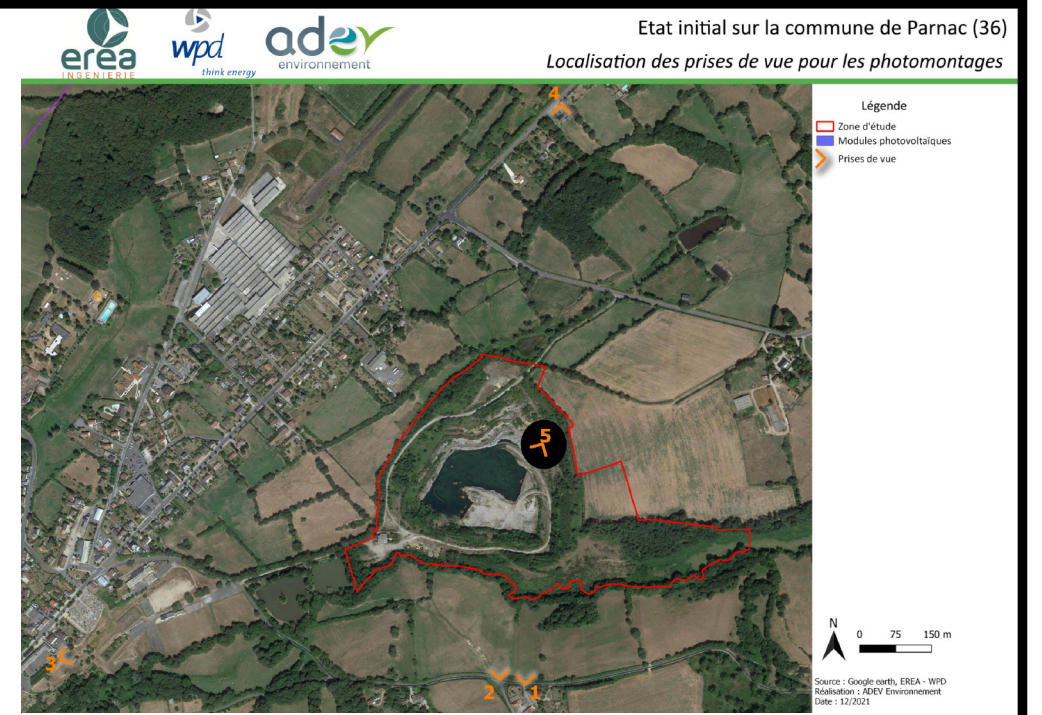 erea
INGENIERIE
wpd
think energy
adev
environnement
Etat initial sur la commune de Parnac (36)
Localisation des prises de vue pour les photomontages
4
5
3
2
1
Légende
Zone d'étude
Modules photovoltaïques
Prises de vue
N
0 75 150 m
Source : Google earth, EREA - WPD
Réalisation : ADEV Environnement
Date : 12/2021